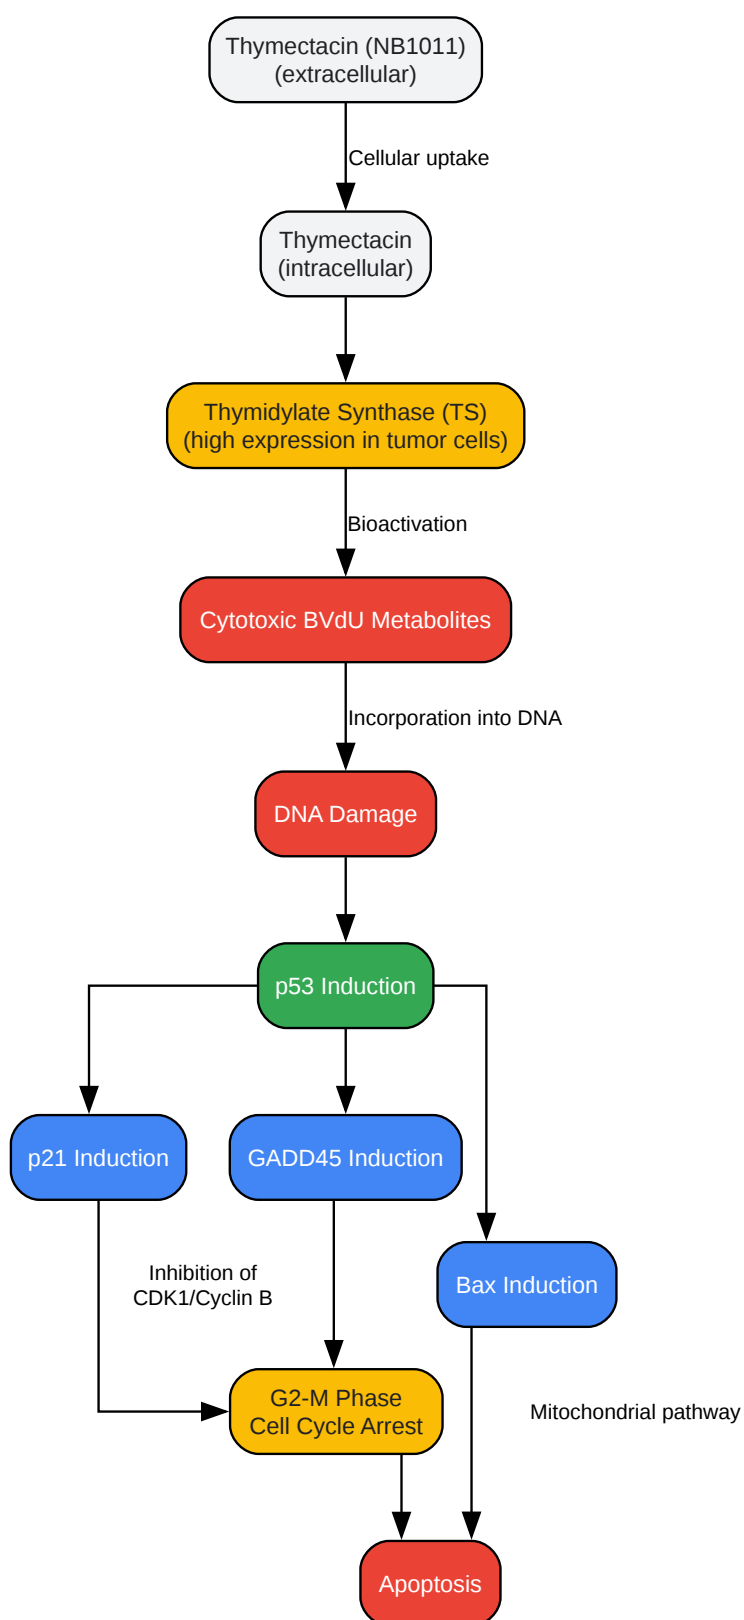 Thymectacin (NB1011)
(extracellular)
Cellular uptake
Thymectacin
(intracellular)
Thymidylate Synthase (TS)
(high expression in tumor cells)
Bioactivation
Cytotoxic BVdU Metabolites
Incorporation into DNA
DNA Damage
p53 Induction
p21 Induction
GADD45 Induction
Bax Induction
Inhibition of
CDK1/Cyclin B
G2-M Phase
Cell Cycle Arrest
Mitochondrial pathway
Apoptosis